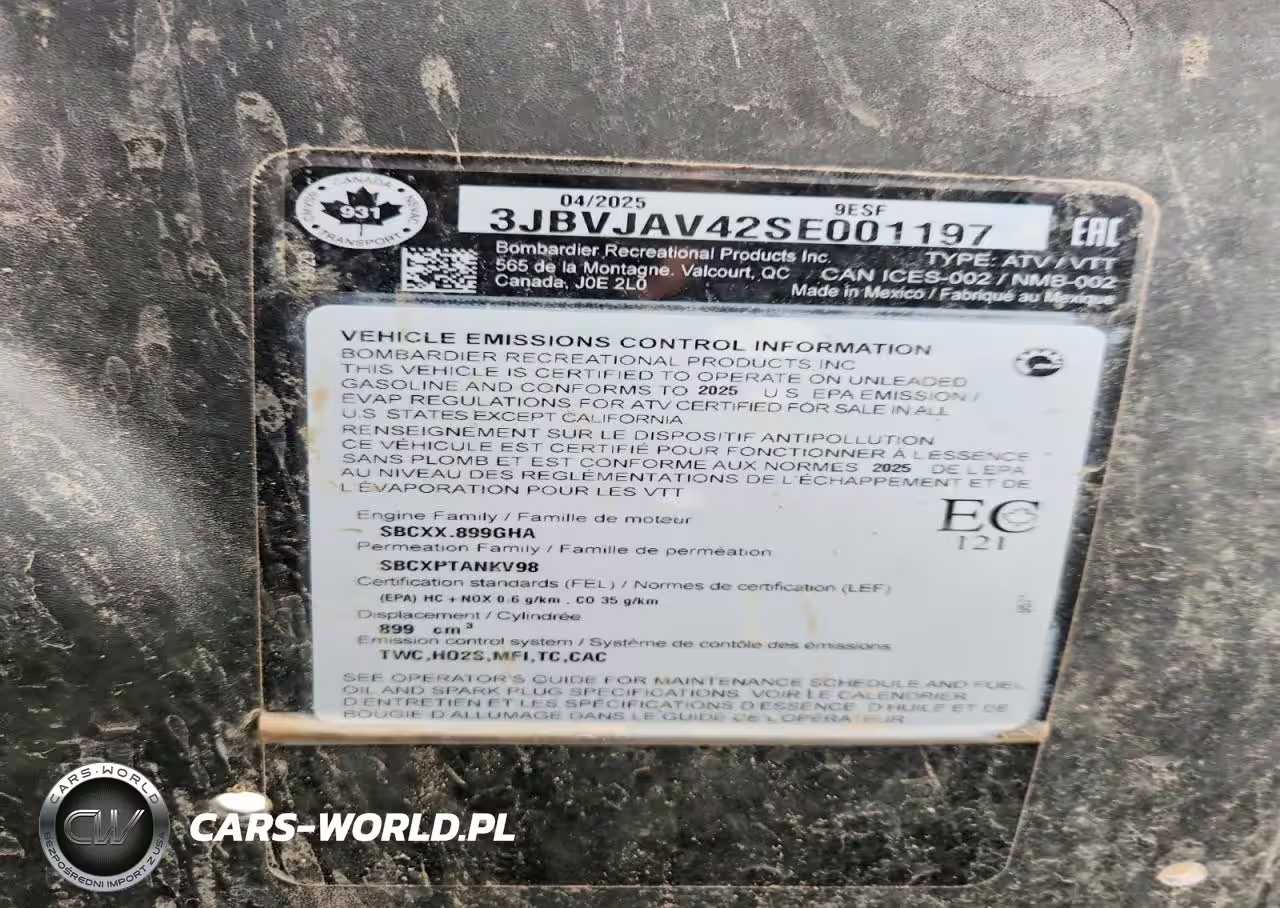 CANADA
931
TRANSPORT
04/2025 9ESF
3JBVJAV42SE001197
EAC
Bombardier Recreational Products Inc.
565 de la Montagne, Valcourt, QC
Canada, J0E 2L0
TYPE: ATV / VTT
CAN ICES-002 / NMB-002
Made in Mexico / Fabriqué au Mexique
VEHICLE EMISSIONS CONTROL INFORMATION
BOMBARDIER RECREATIONAL PRODUCTS INC
THIS VEHICLE IS CERTIFIED TO OPERATE ON UNLEADED
GASOLINE AND CONFORMS TO 2025 U S EPA EMISSION /
EVAP REGULATIONS FOR ATV CERTIFIED FOR SALE IN ALL
U.S. STATES EXCEPT CALIFORNIA
RENSEIGNEMENT SUR LE DISPOSITIF ANTIPOLLUTION
CE VÉHICULE EST CERTIFIÉ POUR FONCTIONNER À L'ESSENCE
SANS PLOMB ET EST CONFORME AUX NORMES 2025 DE L'EPA
AU NIVEAU DES RÉGLEMENTATIONS DE L'ÉCHAPPEMENT ET DE
L'ÉVAPORATION POUR LES VTT
EC
121
Engine Family / Famille de moteur
SBCXX.899GHA
Permeation Family / Famille de perméation
SBCXPTANKV98
Certification standards (FEL) / Normes de certification (LEF)
(EPA) HC + NOX 0.6 g/km , CO 35 g/km
Displacement / Cylindrée
899 cm³
Emission control system / Système de contôle des émissions
TWC,HO2S,MFI,TC,CAC
SEE OPERATOR'S GUIDE FOR MAINTENANCE SCHEDULE AND FUEL,
OIL AND SPARK PLUG SPECIFICATIONS. VOIR LE CALENDRIER
D'ENTRETIEN ET LES SPÉCIFICATIONS D'ESSENCE, D'HUILE ET DE
BOUGIE D'ALLUMAGE DANS LE GUIDE DE L'OPÉRATEUR
CARS-WORLD
CW
BEZPOŚREDNI IMPORT Z USA
CARS-WORLD.PL